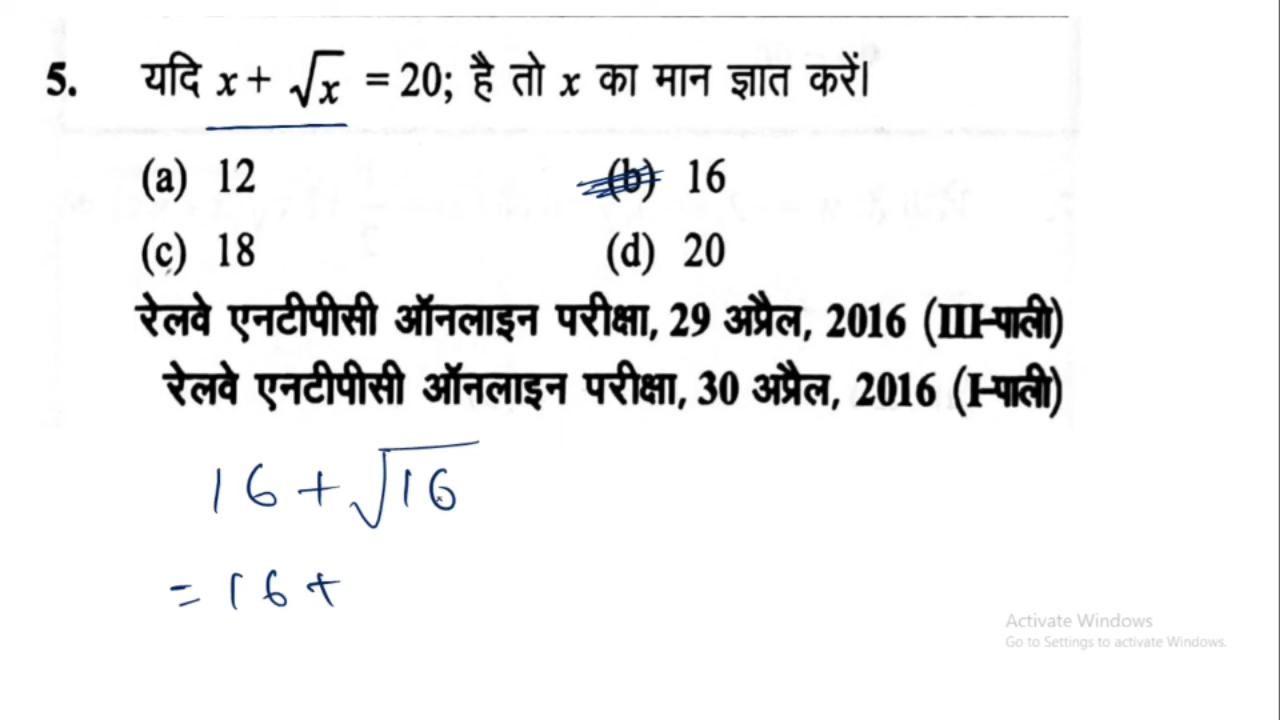 5. यदि x + √x = 20; है तो x का मान ज्ञात करें।
(a) 12 (b) 16
(c) 18 (d) 20
रेलवे एनटीपीसी ऑनलाइन परीक्षा, 29 अप्रैल, 2016 (III-पाली)
रेलवे एनटीपीसी ऑनलाइन परीक्षा, 30 अप्रैल, 2016 (I-पाली)
16 + √16
= 16 +
Activate Windows
Go to Settings to activate Windows.